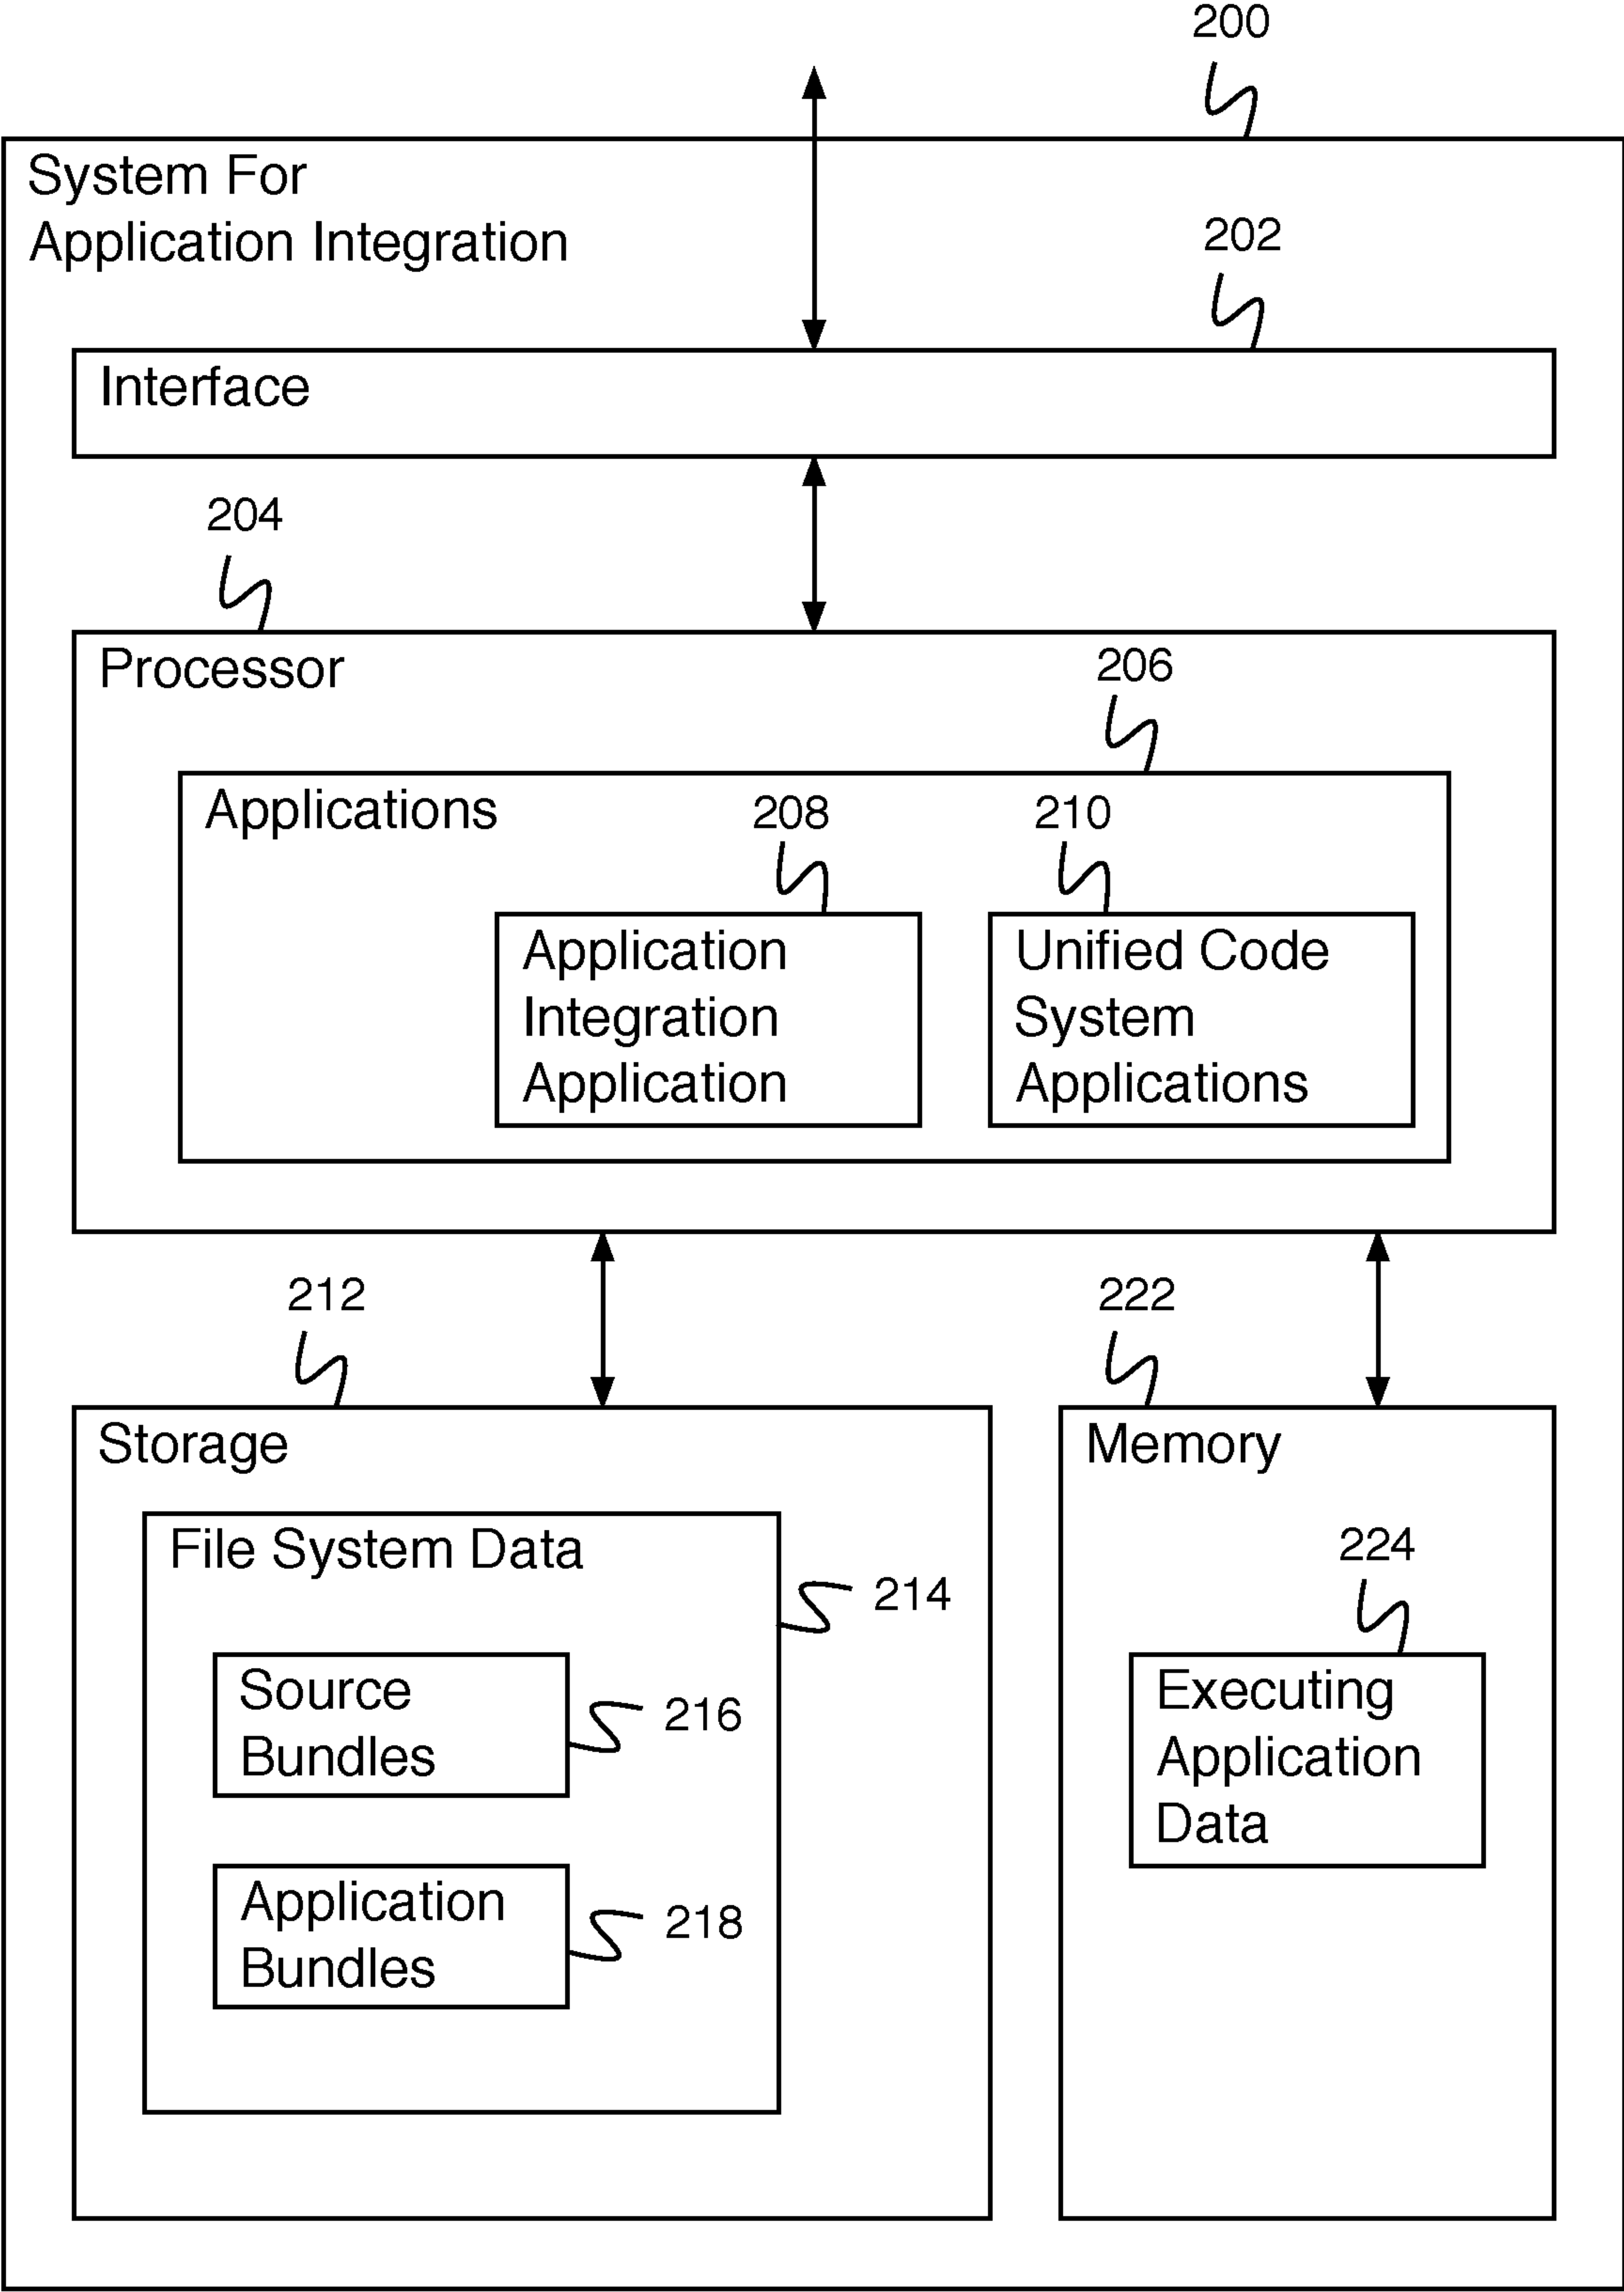 200
System For
Application Integration
202
Interface
204
Processor
206
Applications
208
210
Application
Integration
Application
Unified Code
System
Applications
212
222
Storage
Memory
File System Data
224
214
Source
Bundles
216
Executing
Application
Data
Application
Bundles
218